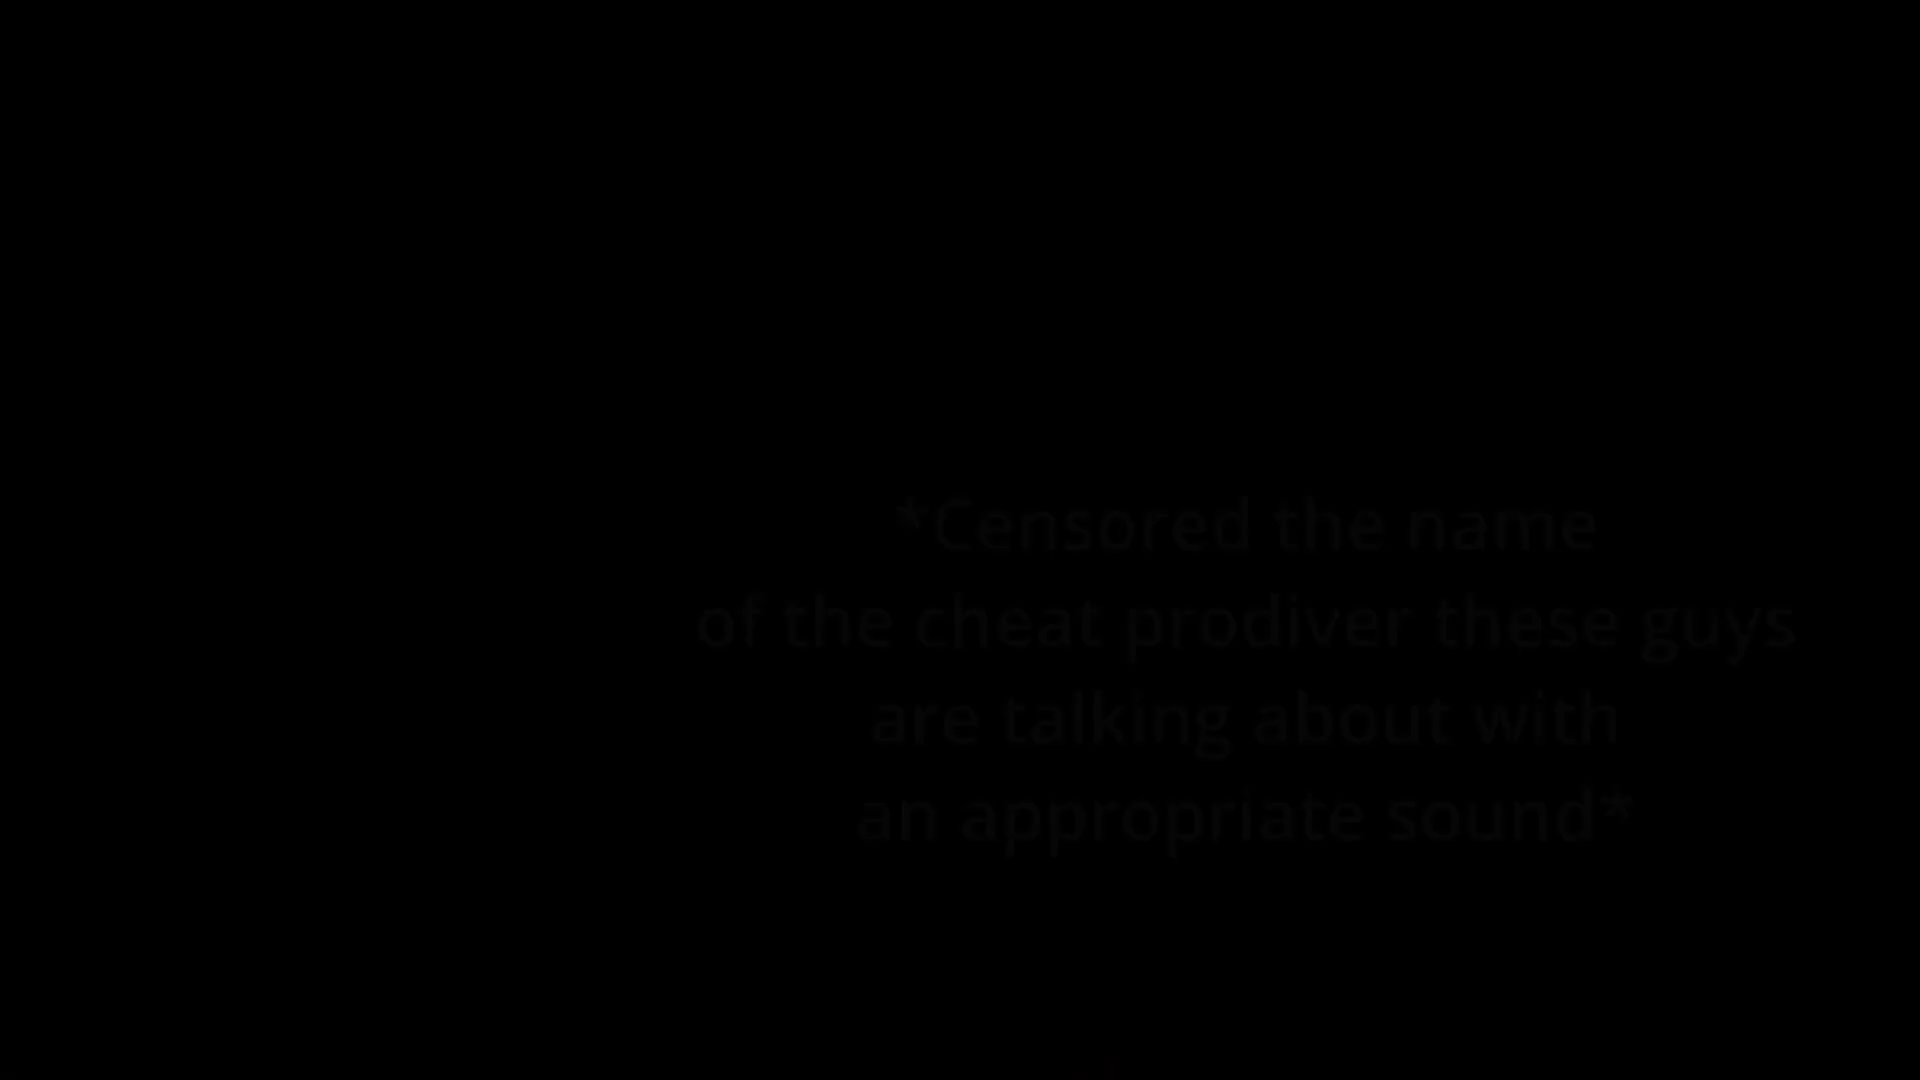 *Censored the name
of the cheat prodiver these guys
are talking about with
an appropriate sound*